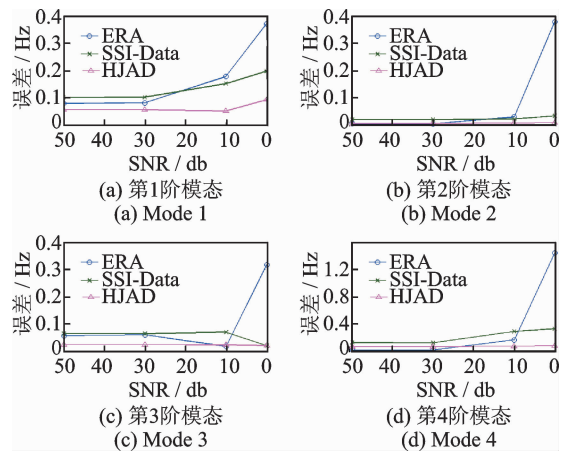 0.4
0.3
0.2
0.1
0
误差 / Hz
ERA
SSI-Data
HJAD
50 40 30 20 10 0
SNR / db
(a) 第1阶模态
(a) Mode 1
0.4
0.3
0.2
0.1
0
误差 / Hz
ERA
SSI-Data
HJAD
50 40 30 20 10 0
SNR / db
(b) 第2阶模态
(b) Mode 2
0.4
0.3
0.2
0.1
0
误差 / Hz
ERA
SSI-Data
HJAD
50 40 30 20 10 0
SNR / db
(c) 第3阶模态
(c) Mode 3
1.2
0.8
0.4
0
误差 / Hz
ERA
SSI-Data
HJAD
50 40 30 20 10 0
SNR / db
(d) 第4阶模态
(d) Mode 4